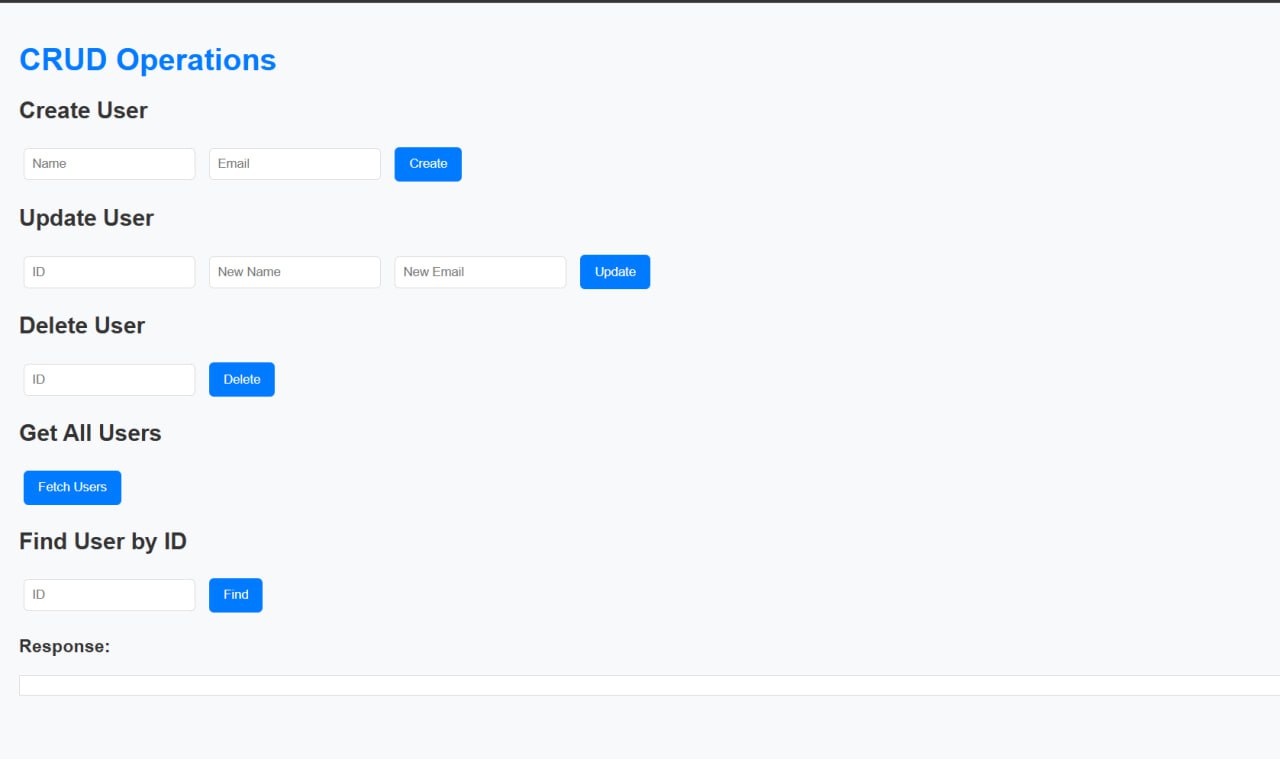 CRUD Operations
Create User
Name Email Create
Update User
ID New Name New Email Update
Delete User
ID Delete
Get All Users
Fetch Users
Find User by ID
ID Find
Response: